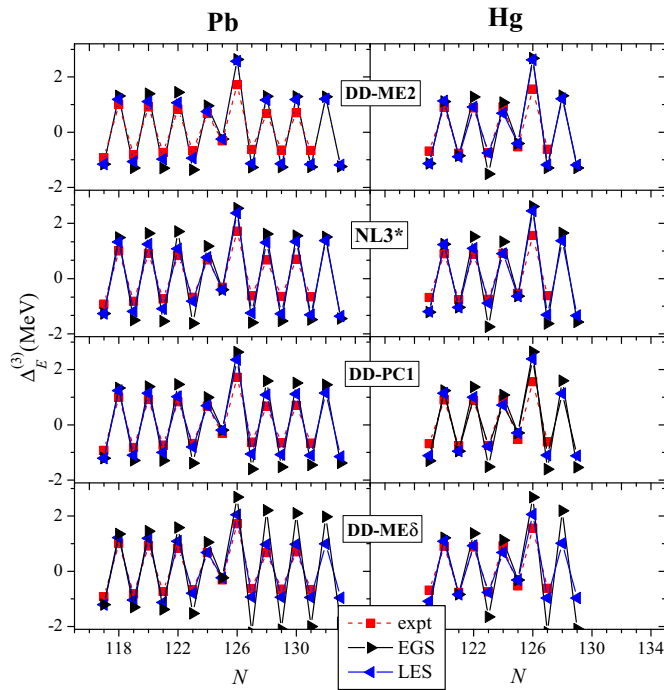 Pb Hg
2
0
-2
DD-ME2
2
0
-2
NL3*
2
0
-2
DD-PC1
2
0
-2
DD-MEδ
Δ_E^(3)(MeV)
118 122 126 130
118 122 126 130 134
N N
expt
EGS
LES